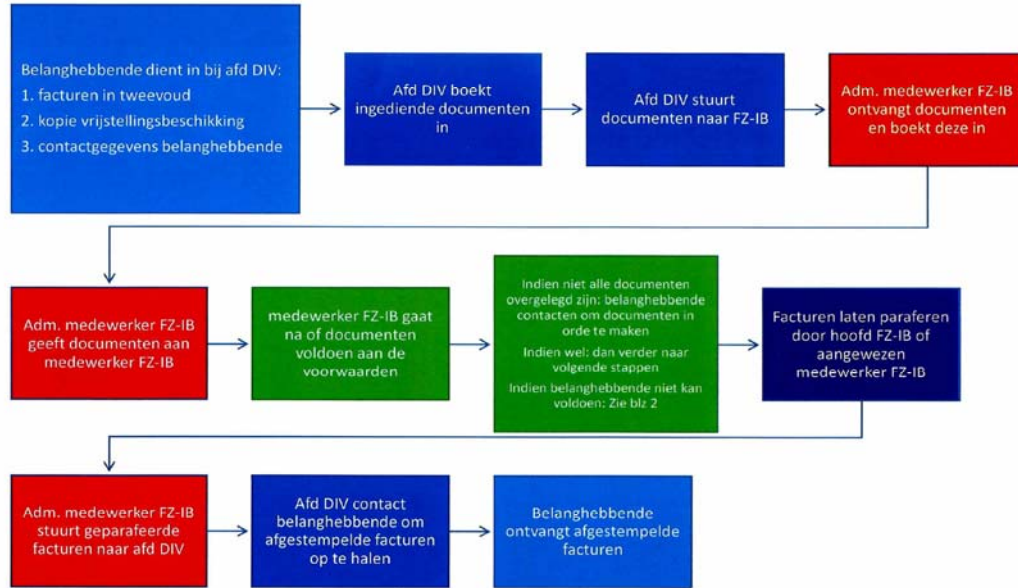 Belanghebbende dient in bij afd DIV:
1. facturen in tweevoud
2. kopie vrijstellingsbeschikking
3. contactgegevens belanghebbende
Afd DIV boekt
ingediende documenten
in
Afd DIV stuurt
documenten naar FZ-IB
Adm. medewerker FZ-IB
ontvangt documenten
en boekt deze in
Adm. medewerker FZ-IB
geeft documenten aan
medewerker FZ-IB
medewerker FZ-IB gaat
na of documenten
voldoen aan de
voorwaarden
Indien niet alle documenten
overgelegd zijn: belanghebbende
contacten om documenten in
orde te maken
Indien wel: dan verder naar
volgende stappen
Indien belanghebbende niet kan
voldoen: Zie blz 2
Facturen laten paraferen
door hoofd FZ-IB of
aangewezen
medewerker FZ-IB
Adm. medewerker FZ-IB
stuurt geparafeerde
facturen naar afd DIV
Afd DIV contact
belanghebbende om
afgestempelde facturen
op te halen
Belanghebbende
ontvangt afgestempelde
facturen